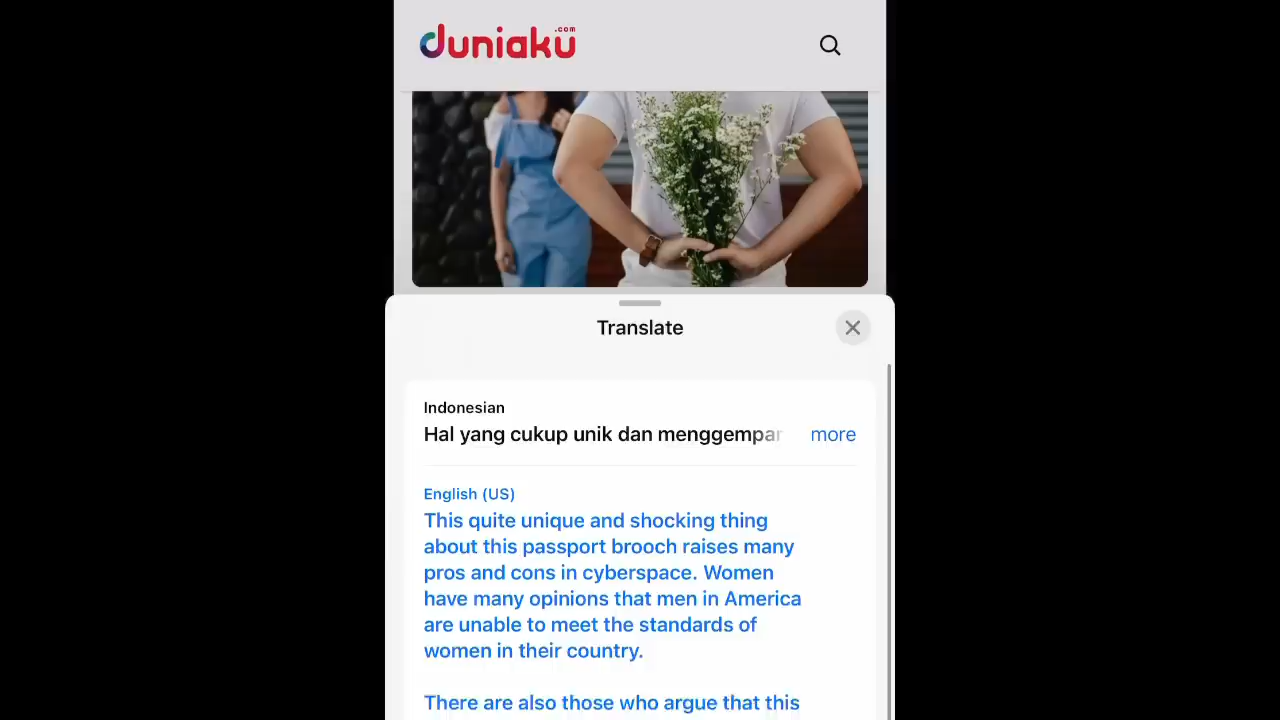 duniaku
.com
Translate
Indonesian
Hal yang cukup unik dan menggempar
more
English (US)
This quite unique and shocking thing
about this passport brooch raises many
pros and cons in cyberspace. Women
have many opinions that men in America
are unable to meet the standards of
women in their country.
There are also those who argue that this